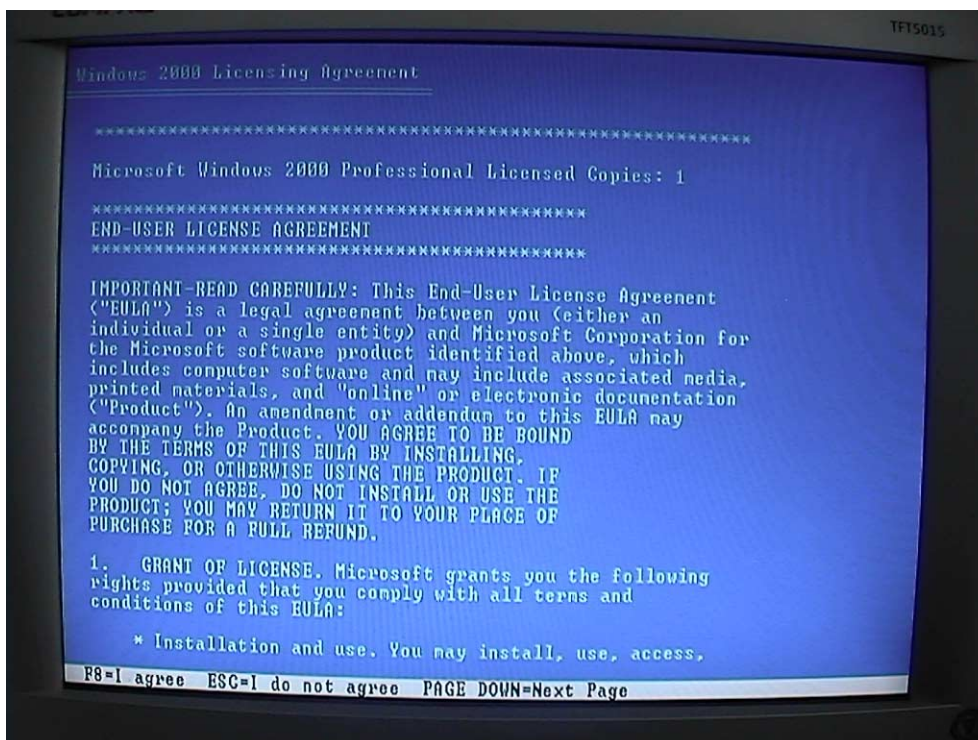 TFT5015
Windows 2000 Licensing Agreement
***************************************************************
Microsoft Windows 2000 Professional Licensed Copies: 1
***********************************************
END-USER LICENSE AGREEMENT
***********************************************
IMPORTANT-READ CAREFULLY: This End-User License Agreement
("EULA") is a legal agreement between you (either an
individual or a single entity) and Microsoft Corporation for
the Microsoft software product identified above, which
includes computer software and may include associated media,
printed materials, and "online" or electronic documentation
("Product"). An amendment or addendum to this EULA may
accompany the Product. YOU AGREE TO BE BOUND
BY THE TERMS OF THIS EULA BY INSTALLING,
COPYING, OR OTHERWISE USING THE PRODUCT. IF
YOU DO NOT AGREE, DO NOT INSTALL OR USE THE
PRODUCT; YOU MAY RETURN IT TO YOUR PLACE OF
PURCHASE FOR A FULL REFUND.
1. GRANT OF LICENSE. Microsoft grants you the following
rights provided that you comply with all terms and
conditions of this EULA:
* Installation and use. You may install, use, access,
F8=I agree ESC=I do not agree PAGE DOWN=Next Page